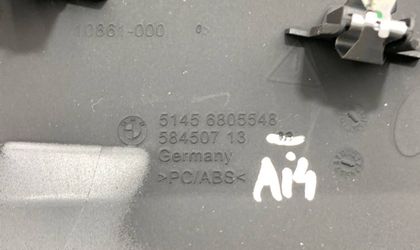 10861-000
5145 6805548
584507 13
Germany
>PC/ABS<
Ai4